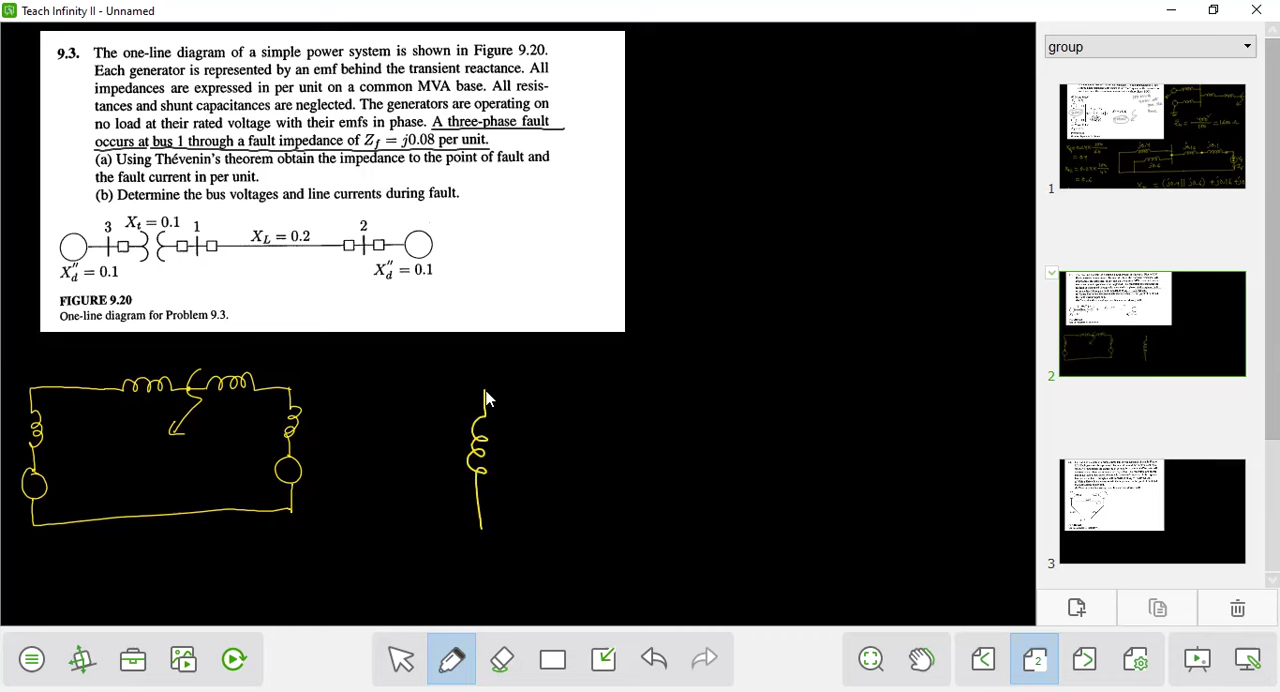 Teach Infinity II - Unnamed
9.3. The one-line diagram of a simple power system is shown in Figure 9.20.
Each generator is represented by an emf behind the transient reactance. All
impedances are expressed in per unit on a common MVA base. All resis-
tances and shunt capacitances are neglected. The generators are operating on
no load at their rated voltage with their emfs in phase. A three-phase fault
occurs at bus 1 through a fault impedance of Z_f = j0.08 per unit.
(a) Using Thévenin's theorem obtain the impedance to the point of fault and
the fault current in per unit.
(b) Determine the bus voltages and line currents during fault.
3 X_t = 0.1 1
X_L = 0.2
2
X''_d = 0.1
X''_d = 0.1
FIGURE 9.20
One-line diagram for Problem 9.3.
group
1
2
3
2